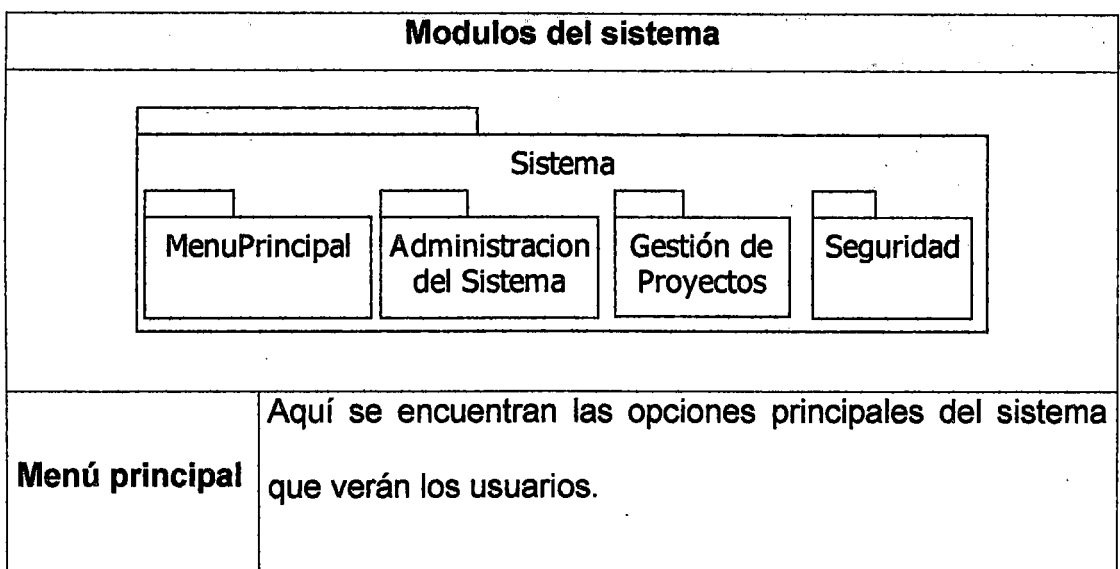 Modulos del sistema
Sistema
MenuPrincipal
Administracion
del Sistema
Gestión de
Proyectos
Seguridad
Menú principal
Aquí se encuentran las opciones principales del sistema
que verán los usuarios.